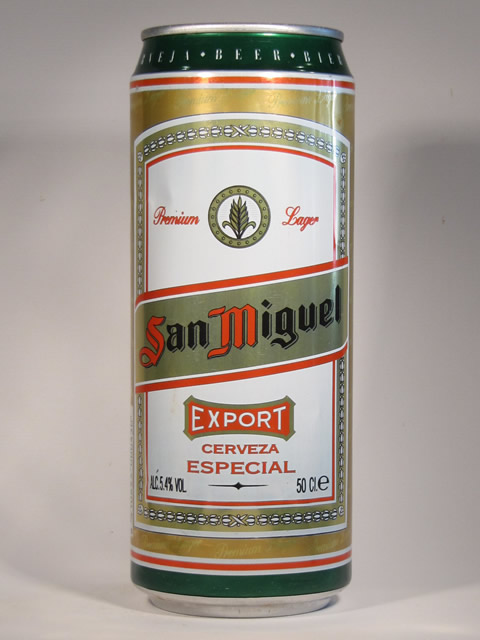 BEER
Premium Lager
San Miguel
EXPORT
CERVEZA
ESPECIAL
ALC.5,4% VOL. 50 Cl.e